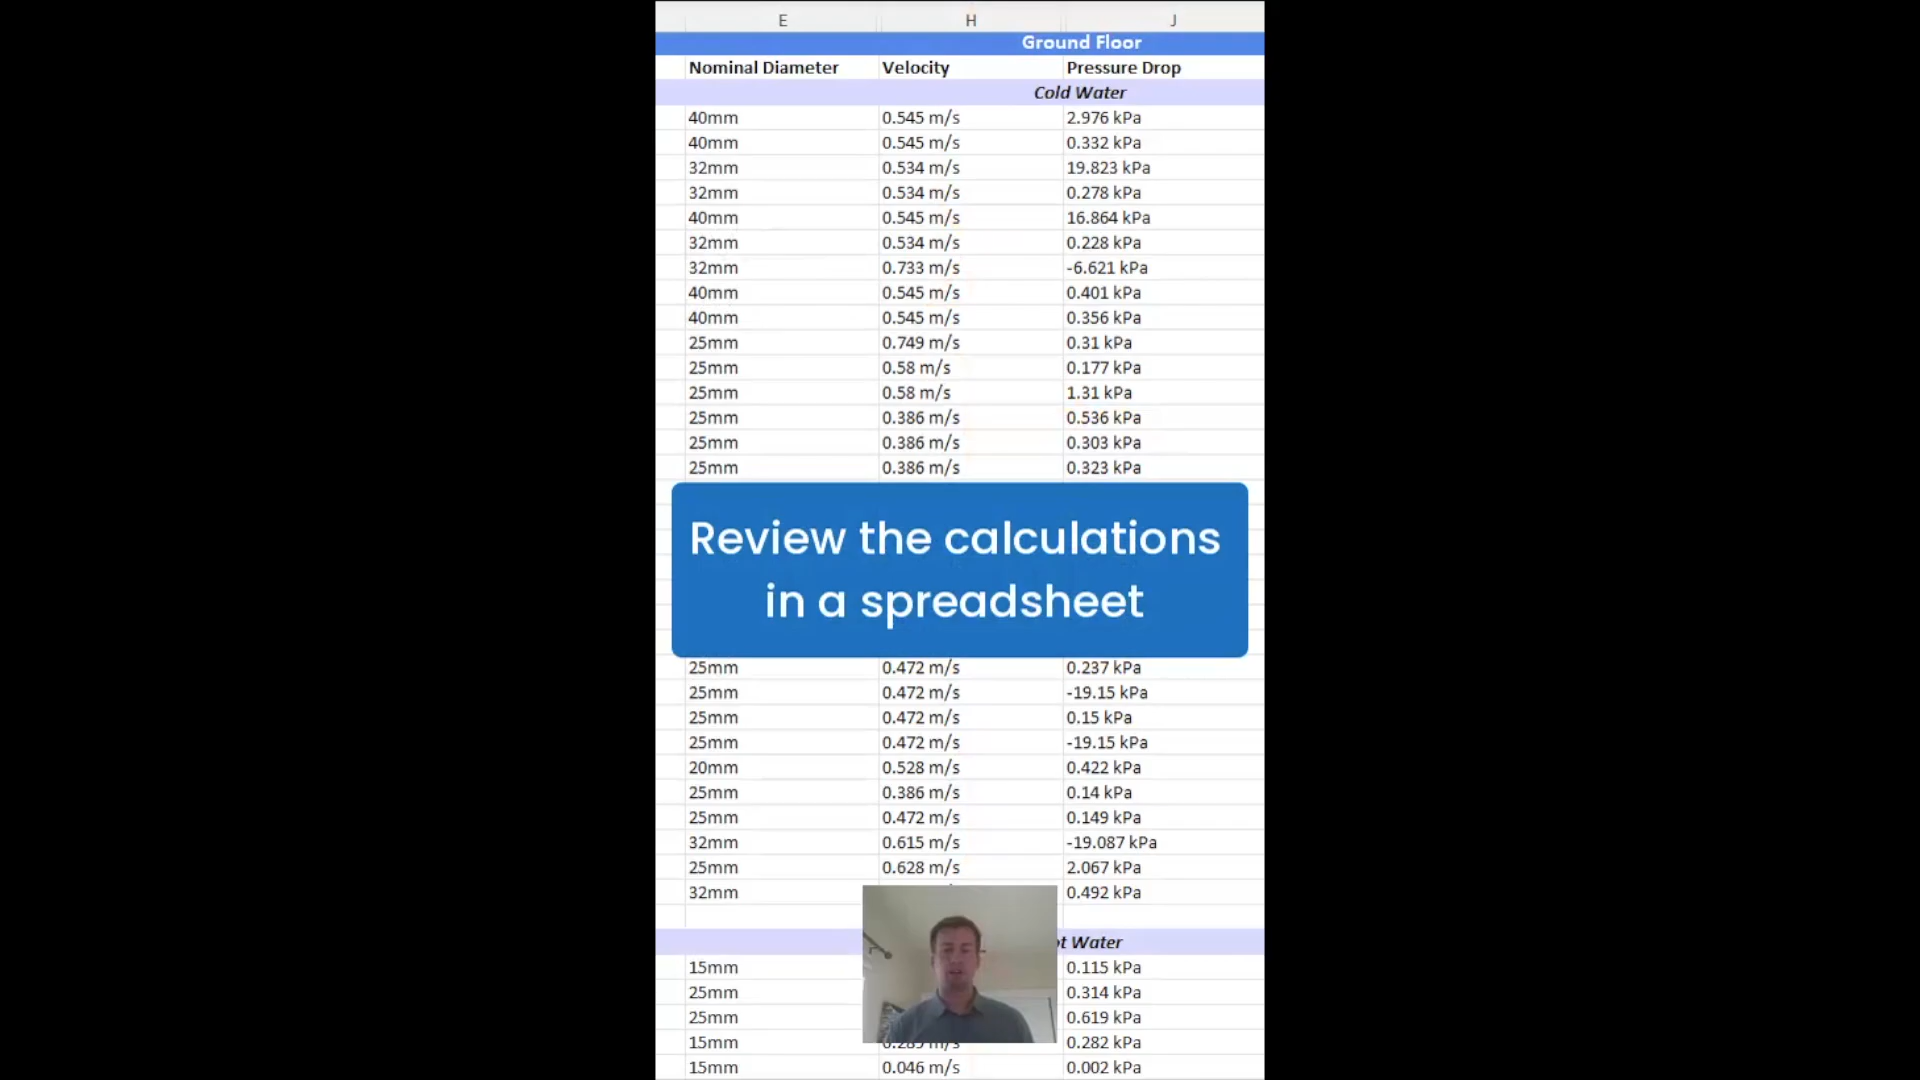 E H J
Ground Floor
Nominal Diameter Velocity Pressure Drop
Cold Water
40mm 0.545 m/s 2.976 kPa
40mm 0.545 m/s 0.332 kPa
32mm 0.534 m/s 19.823 kPa
32mm 0.534 m/s 0.278 kPa
40mm 0.545 m/s 16.864 kPa
32mm 0.534 m/s 0.228 kPa
32mm 0.733 m/s -6.621 kPa
40mm 0.545 m/s 0.401 kPa
40mm 0.545 m/s 0.356 kPa
25mm 0.749 m/s 0.31 kPa
25mm 0.58 m/s 0.177 kPa
25mm 0.58 m/s 1.31 kPa
25mm 0.386 m/s 0.536 kPa
25mm 0.386 m/s 0.303 kPa
25mm 0.386 m/s 0.323 kPa
Review the calculations
in a spreadsheet
25mm 0.472 m/s 0.237 kPa
25mm 0.472 m/s -19.15 kPa
25mm 0.472 m/s 0.15 kPa
25mm 0.472 m/s -19.15 kPa
20mm 0.528 m/s 0.422 kPa
25mm 0.386 m/s 0.14 kPa
25mm 0.472 m/s 0.149 kPa
32mm 0.615 m/s -19.087 kPa
25mm 0.628 m/s 2.067 kPa
32mm 0.492 kPa
Water
15mm 0.115 kPa
25mm 0.314 kPa
25mm 0.619 kPa
15mm 0.282 kPa
15mm 0.046 m/s 0.002 kPa